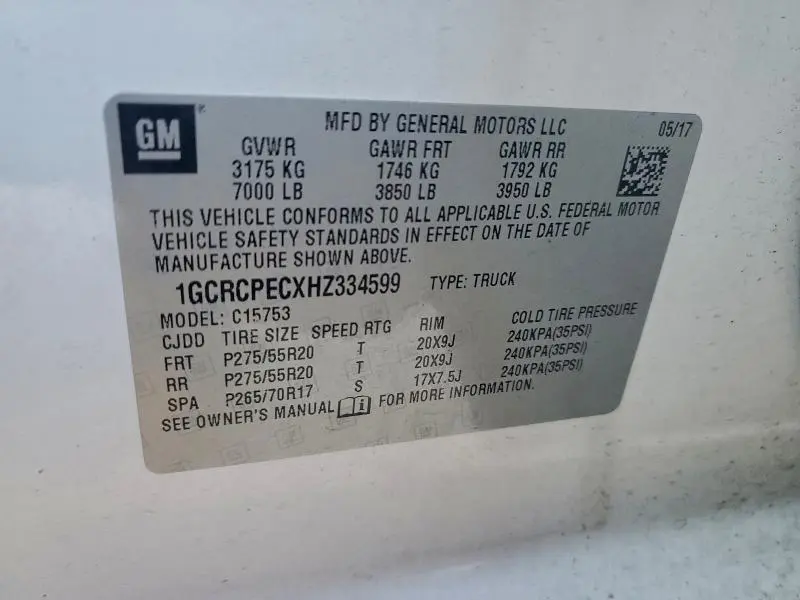 GM
MFD BY GENERAL MOTORS LLC 05/17
GVWR GAWR FRT GAWR RR
3175 KG 1746 KG 1792 KG
7000 LB 3850 LB 3950 LB
THIS VEHICLE CONFORMS TO ALL APPLICABLE U.S. FEDERAL MOTOR
VEHICLE SAFETY STANDARDS IN EFFECT ON THE DATE OF
MANUFACTURE SHOWN ABOVE.
1GCRCPECXHZ334599 TYPE: TRUCK
MODEL: C15753
CJDD TIRE SIZE SPEED RTG RIM COLD TIRE PRESSURE
FRT P275/55R20 T 20X9J 240KPA(35PSI)
RR P275/55R20 T 20X9J 240KPA(35PSI)
SPA P265/70R17 S 17X7.5J 240KPA(35PSI)
SEE OWNER'S MANUAL FOR MORE INFORMATION.